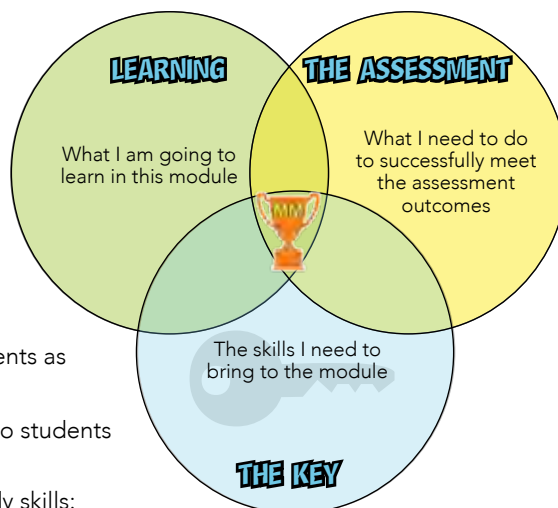 LEARNING
THE ASSESSMENT
What I am going to
learn in this module
What I need to do
to successfully meet
the assessment
outcomes
MM
The skills I need to
bring to the module
THE KEY
ents as
o students
y skills: